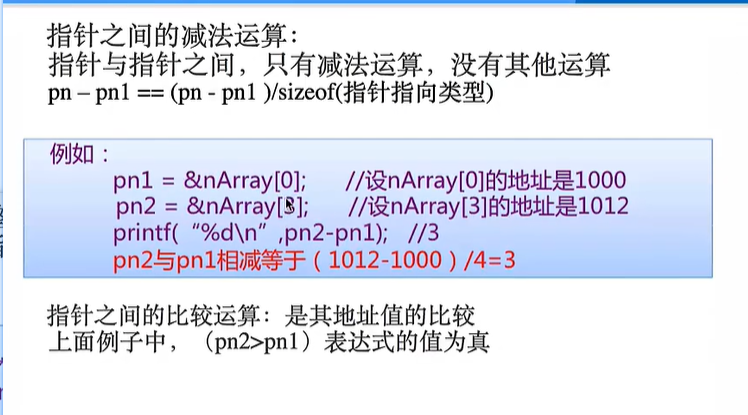 指针之间的减法运算：
指针与指针之间，只有减法运算，没有其他运算
pn – pn1 == (pn - pn1 )/sizeof(指针指向类型)
例如：
pn1 = &nArray[0];   //设nArray[0]的地址是1000
pn2 = &nArray[3];   //设nArray[3]的地址是1012
printf(“%d\n”,pn2-pn1);   //3
pn2与pn1相减等于（1012-1000）/4=3
指针之间的比较运算：是其地址值的比较
上面例子中，（pn2>pn1）表达式的值为真